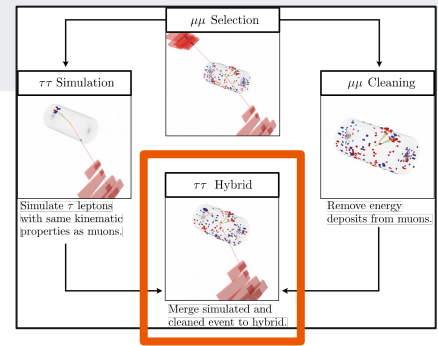 μμ Selection
ττ Simulation
μμ Cleaning
ττ Hybrid
Simulate τ leptons
with same kinematic
properties as muons.
Remove energy
deposits from muons.
Merge simulated and
cleaned event to hybrid.